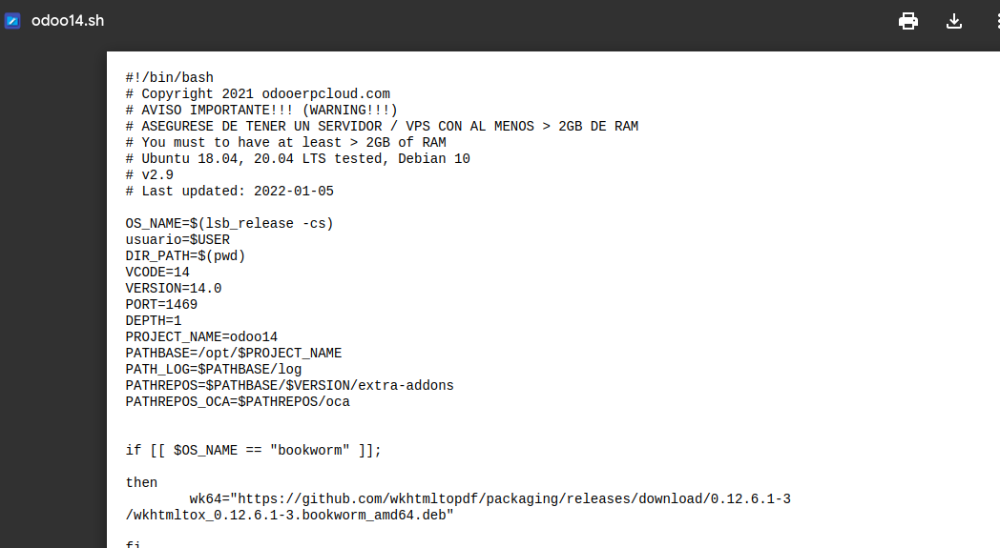 odoo14.sh
#!/bin/bash
# Copyright 2021 odooerpcloud.com
# AVISO IMPORTANTE!!! (WARNING!!!)
# ASEGURESE DE TENER UN SERVIDOR / VPS CON AL MENOS > 2GB DE RAM
# You must to have at least > 2GB of RAM
# Ubuntu 18.04, 20.04 LTS tested, Debian 10
# v2.9
# Last updated: 2022-01-05
OS_NAME=$(lsb_release -cs)
usuario=$USER
DIR_PATH=$(pwd)
VCODE=14
VERSION=14.0
PORT=1469
DEPTH=1
PROJECT_NAME=odoo14
PATHBASE=/opt/$PROJECT_NAME
PATH_LOG=$PATHBASE/log
PATHREPOS=$PATHBASE/$VERSION/extra-addons
PATHREPOS_OCA=$PATHREPOS/oca
if [[ $OS_NAME == "bookworm" ]];
then
wk64="https://github.com/wkhtmltopdf/packaging/releases/download/0.12.6.1-3
/wkhtmltox_0.12.6.1-3.bookworm_amd64.deb"
fi